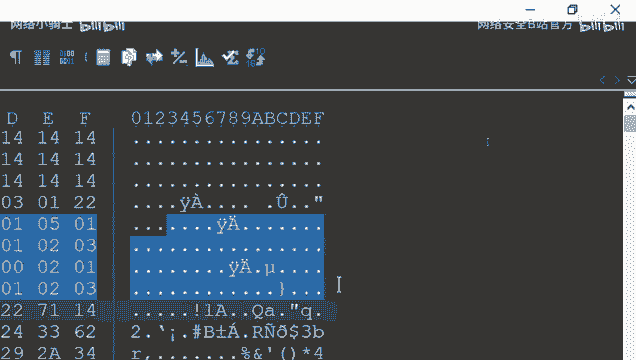 网络小骑士 bilibili
网络安全B站官方 bilibili
D E F 0123456789ABCDEF
14 14 14 ................
14 14 14 ................
14 14 14 ................
03 01 22 ....ÿÀ.... .Û.."
01 05 01 .......ÿÄ.......
01 02 03 ................
00 02 01 ........ÿÄ.µ....
01 02 03 ............}...
22 71 14 .....!1A..Qa."q.
24 33 62 2.‘¡.#B±Á.RÑð$3b
29 2A 34 r‚.......%&'()*4